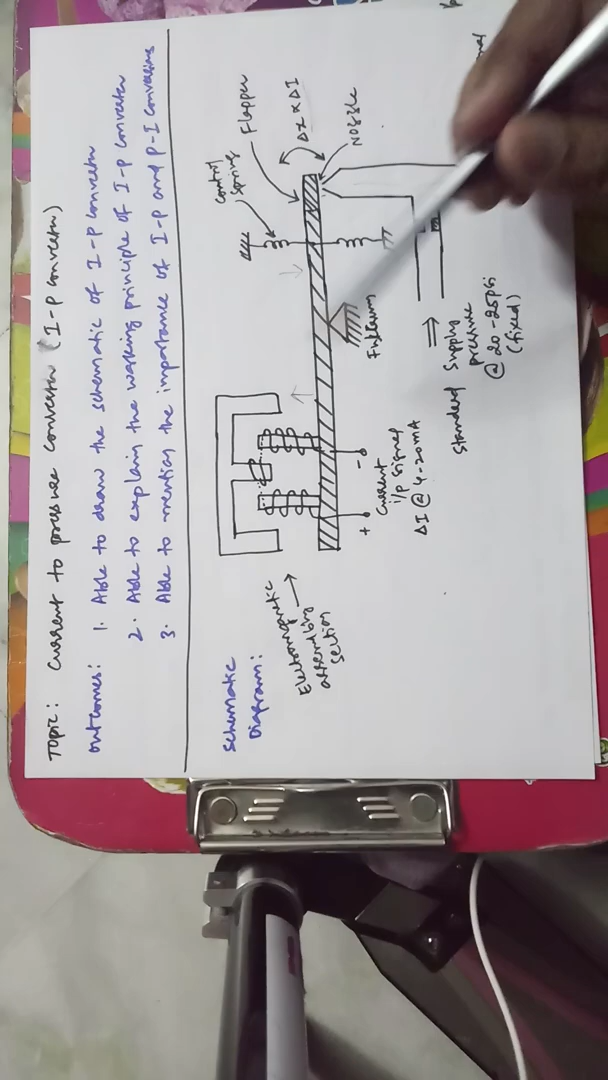 Topic: Current to pressure converter (I-P converter)
Outcomes: 1. Able to draw the schematic of I-P converter
2. Able to explain the working principle of I-P converter
3. Able to mention the importance of I-P and P-I conversions
Schematic
Diagram:
Control
Spring
Flapper
Δx ∝ ΔI
Nozzle
Electromagnetic
assembling
section
Fulcrum
+ -
Current
i/p signal
ΔI @ 4-20mA
Standard Supply
pressure
@ 20-25psi
(fixed)